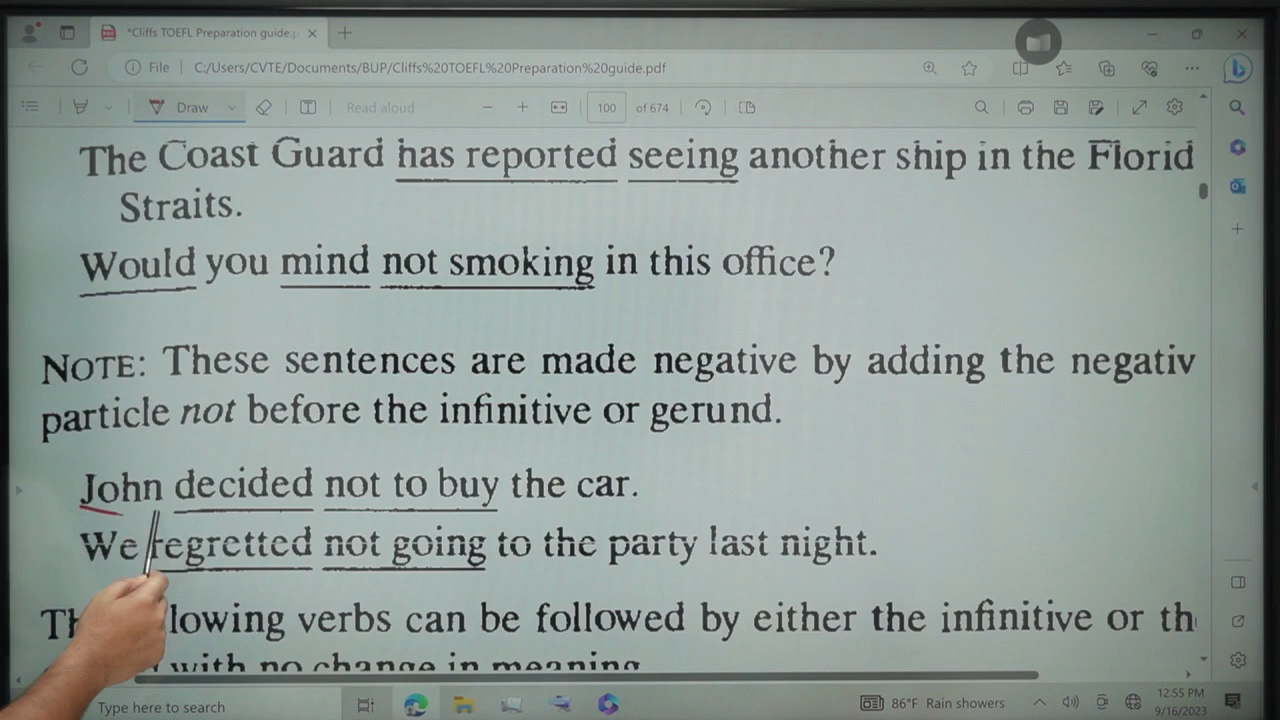 *Cliffs TOEFL Preparation guide.p
File | C:/Users/CVTE/Documents/BUP/Cliffs%20TOEFL%20Preparation%20guide.pdf
Draw Read aloud 100 of 674
The Coast Guard has reported seeing another ship in the Florid
Straits.
Would you mind not smoking in this office?
NOTE: These sentences are made negative by adding the negativ
particle not before the infinitive or gerund.
John decided not to buy the car.
We regretted not going to the party last night.
Th lowing verbs can be followed by either the infinitive or th
with no change in meaning
Type here to search 86°F Rain showers 12:55 PM
9/16/2023